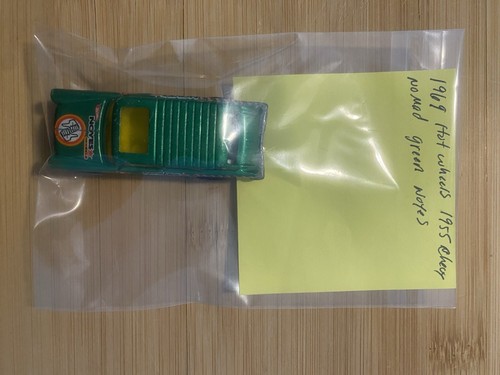 1969 Hot wheels 1955 Chevy
nomad green notes